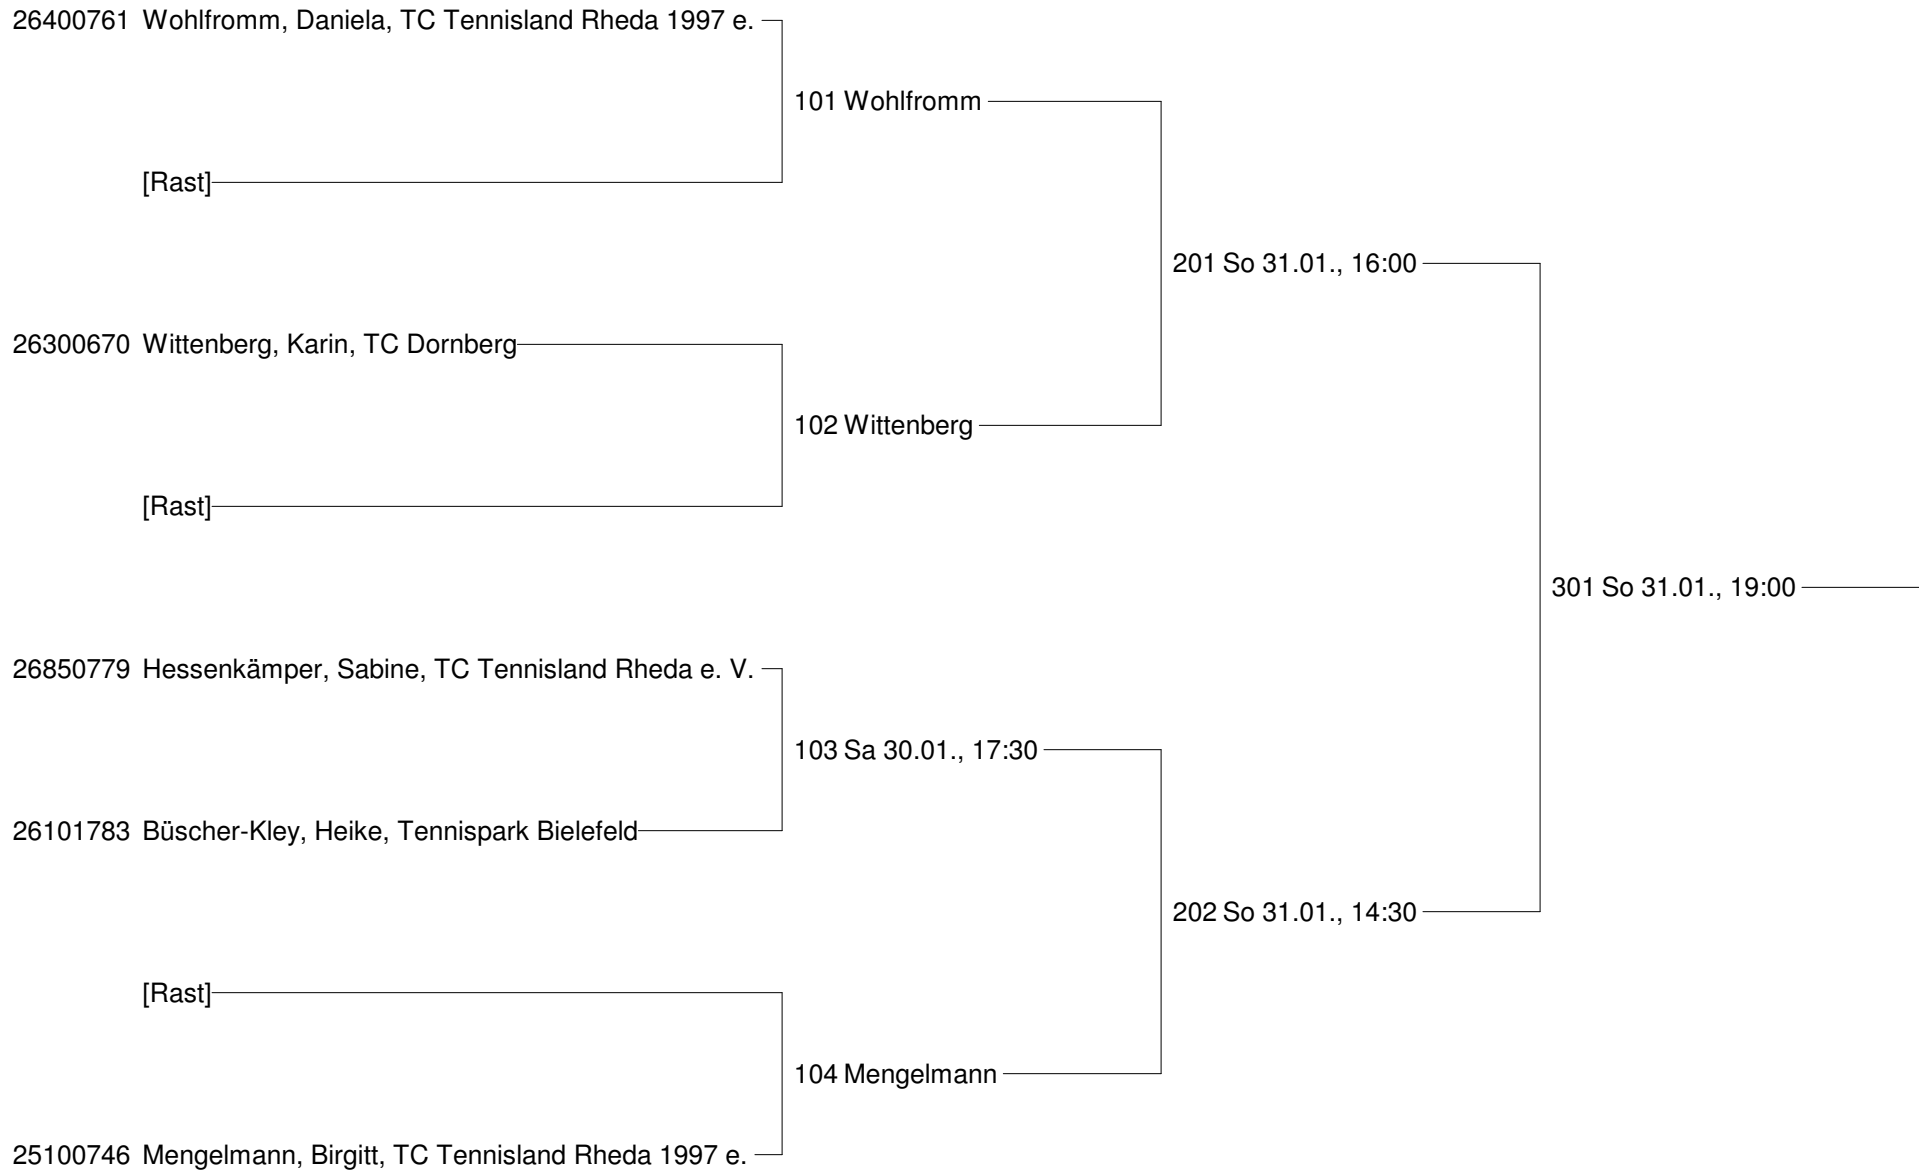 26400761 Wohlfromm, Daniela, TC Tennisland Rheda 1997 e.
101 Wohlfromm
[Rast]
201 So 31.01., 16:00
26300670 Wittenberg, Karin, TC Dornberg
102 Wittenberg
[Rast]
301 So 31.01., 19:00
26850779 Hessenkämper, Sabine, TC Tennisland Rheda e. V.
103 Sa 30.01., 17:30
26101783 Büscher-Kley, Heike, Tennispark Bielefeld
202 So 31.01., 14:30
[Rast]
104 Mengelmann
25100746 Mengelmann, Birgitt, TC Tennisland Rheda 1997 e.